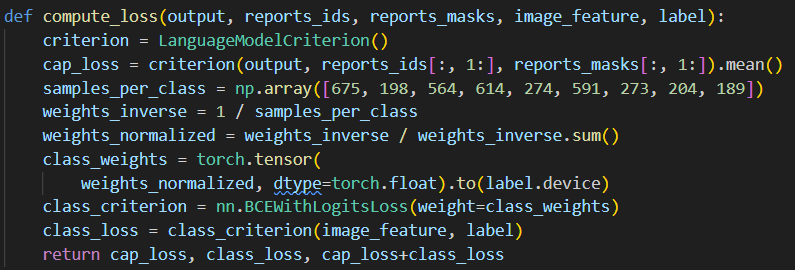 def compute_loss(output, reports_ids, reports_masks, image_feature, label):
    criterion = LanguageModelCriterion()
    cap_loss = criterion(output, reports_ids[:, 1:], reports_masks[:, 1:]).mean()
    samples_per_class = np.array([675, 198, 564, 614, 274, 591, 273, 204, 189])
    weights_inverse = 1 / samples_per_class
    weights_normalized = weights_inverse / weights_inverse.sum()
    class_weights = torch.tensor(
        weights_normalized, dtype=torch.float).to(label.device)
    class_criterion = nn.BCEWithLogitsLoss(weight=class_weights)
    class_loss = class_criterion(image_feature, label)
    return cap_loss, class_loss, cap_loss+class_loss